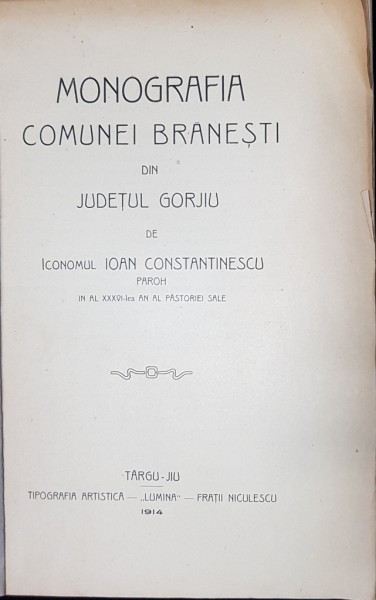 MONOGRAFIA
COMUNEI BRĂNEȘTI
DIN
JUDEȚUL GORJIU
DE
ICONOMUL IOAN CONSTANTINESCU
PAROH
IN AL XXXVI-lea AN AL PĂSTORIEI SALE
TÂRGU-JIU
TIPOGRAFIA ARTISTICA — „LUMINA" — FRAȚII NICULESCU
1914